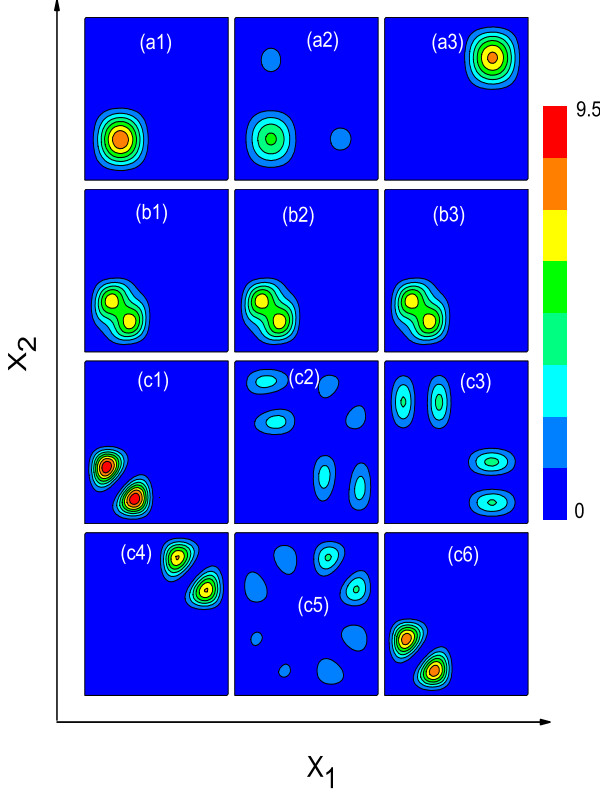 (a1) (a2) (a3)
9.5
(b1) (b2) (b3)
X2
(c1) (c2) (c3)
0
(c4) (c5) (c6)
X1